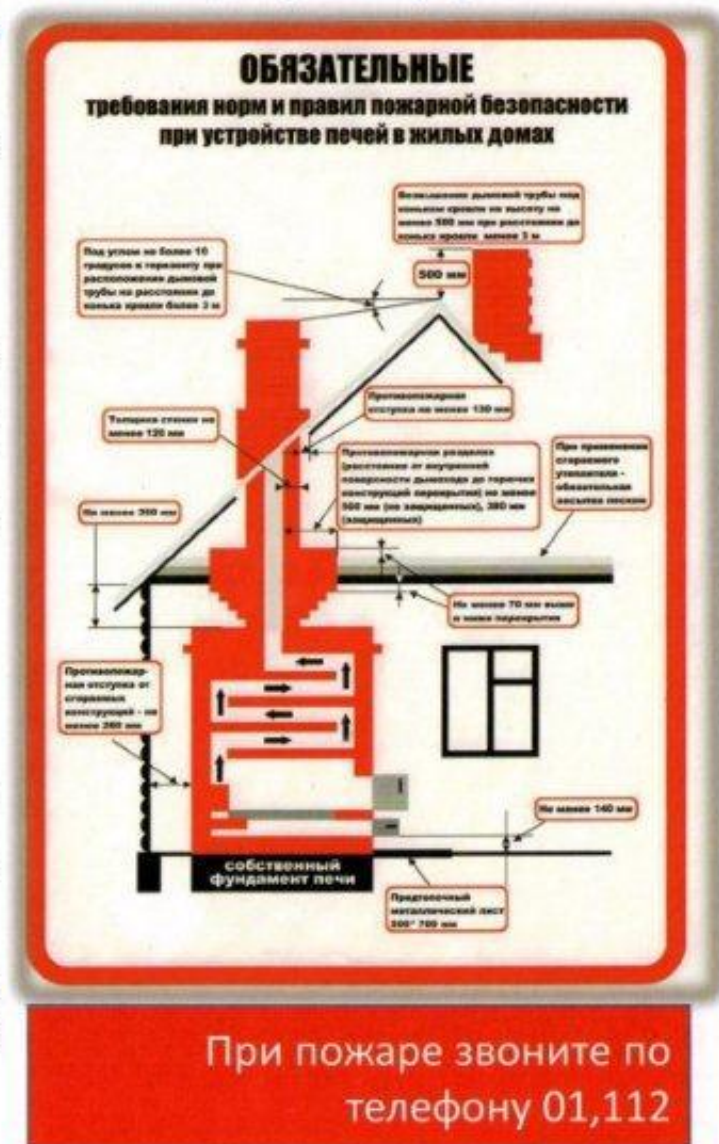 ОБЯЗАТЕЛЬНЫЕ
требования норм и правил пожарной безопасности
при устройстве печей в жилых домах
Возвышение дымовой трубы над
коньком кровли на высоту не
менее 500 мм при расстоянии до
конька кровли менее 3 м
Под углом не более 10
градусов к горизонту при
расположении дымовой
трубы на расстоянии до
конька кровли более 3 м
500 мм
Противопожарная
отступка не менее 130 мм
Толщина стенки не
менее 120 мм
Противопожарная разделка
(расстояние от внутренней
поверхности дымохода до горючих
конструкций перекрытия) не менее
500 мм (не защищенных), 380 мм
(защищенных)
При применении
сгораемого
утеплителя -
обязательная
засыпка песком
Не менее мм
Не менее 70 мм выше
и ниже перекрытия
Противопожар-
ная отступка от
сгораемых
конструкций - не
менее 260 мм
Не менее 140 мм
собственный
фундамент печи
Предтопочный
металлический лист
500* 700 мм
При пожаре звоните по
телефону 01,112